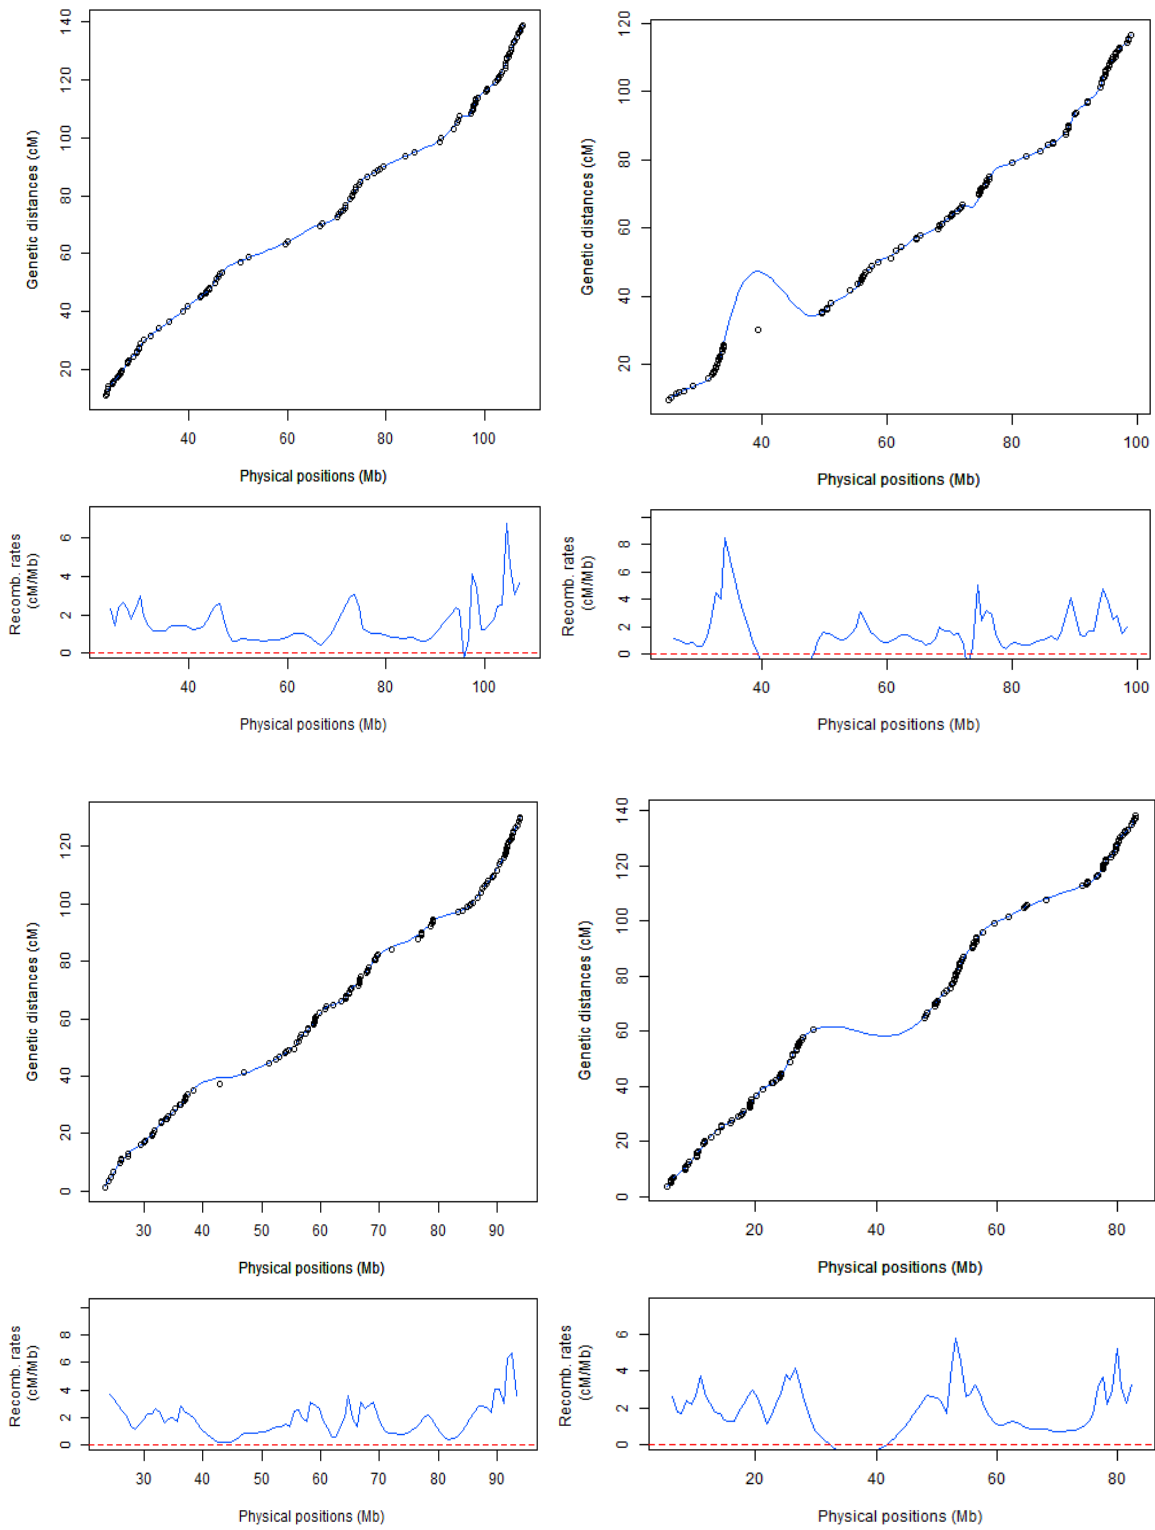 Genetic distances (cM)
140
120
100
80
60
40
20
40 60 80 100
Physical positions (Mb)
Recomb. rates
(cM/Mb)
6
4
2
0
40 60 80 100
Physical positions (Mb)
Genetic distances (cM)
120
100
80
60
40
20
40 60 80 100
Physical positions (Mb)
Recomb. rates
(cM/Mb)
8
6
4
2
0
40 60 80 100
Physical positions (Mb)
Genetic distances (cM)
120
100
80
60
40
20
0
30 40 50 60 70 80 90
Physical positions (Mb)
Recomb. rates
(cM/Mb)
8
6
4
2
0
30 40 50 60 70 80 90
Physical positions (Mb)
Genetic distances (cM)
140
120
100
80
60
40
20
0
20 40 60 80
Physical positions (Mb)
Recomb. rates
(cM/Mb)
6
4
2
0
20 40 60 80
Physical positions (Mb)